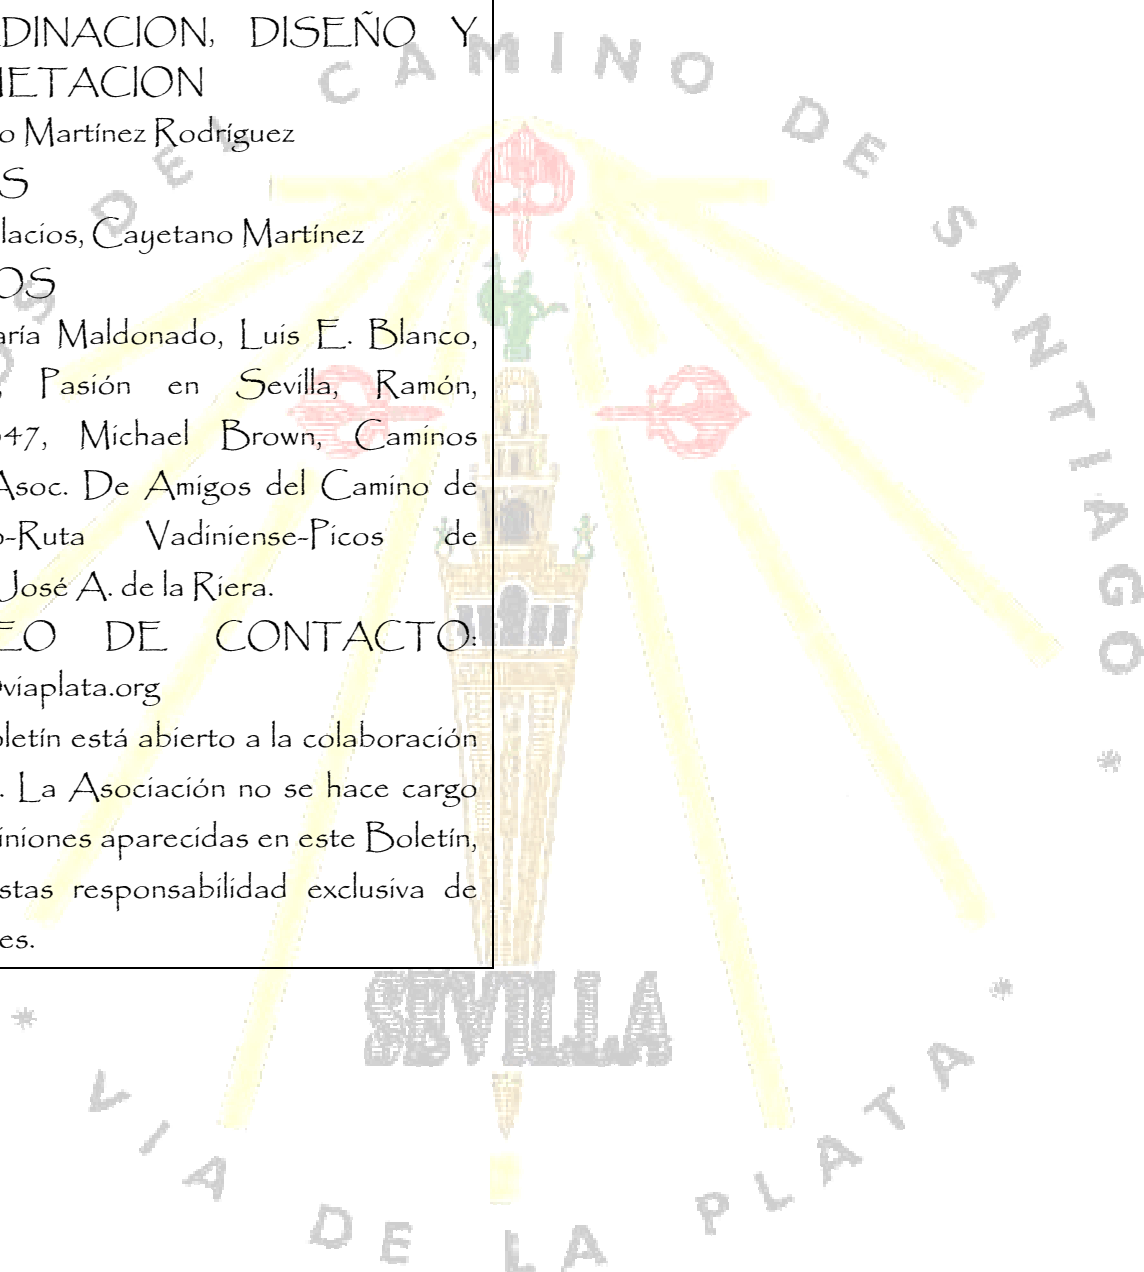 DINACION, DISEÑO Y
ETACION
o Martínez Rodríguez
S
lacios, Cayetano Martínez
OS
aría Maldonado, Luis E. Blanco,
Pasión en Sevilla, Ramón,
47, Michael Brown, Caminos
Asoc. De Amigos del Camino de
o-Ruta Vadiniense-Picos de
José A. de la Riera.
EO DE CONTACTO:
@viaplata.org
oletín está abierto a la colaboración
. La Asociación no se hace cargo
iniones aparecidas en este Boletín,
stas responsabilidad exclusiva de
es.
DEL CAMINO DE SANTIAGO *
SEVILLA
* VIA DE LA PLATA *